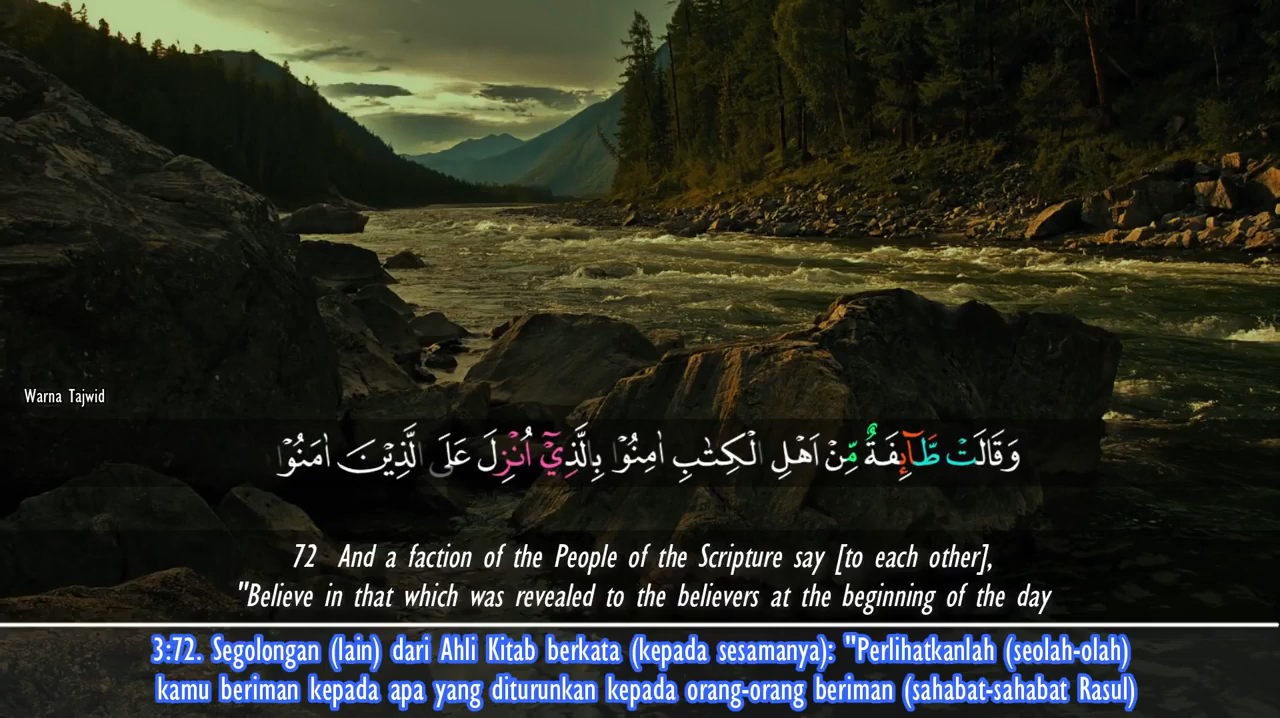 Warna Tajwid
وَقَالَتْ طَّآىِٕفَةٌ مِّنْ اَهْلِ الْكِتٰبِ اٰمِنُوْا بِالَّذِيْٓ اُنْزِلَ عَلَى الَّذِيْنَ اٰمَنُوْا
72 And a faction of the People of the Scripture say [to each other],
"Believe in that which was revealed to the believers at the beginning of the day
3:72. Segolongan (lain) dari Ahli Kitab berkata (kepada sesamanya): "Perlihatkanlah (seolah-olah)
kamu beriman kepada apa yang diturunkan kepada orang-orang beriman (sahabat-sahabat Rasul)